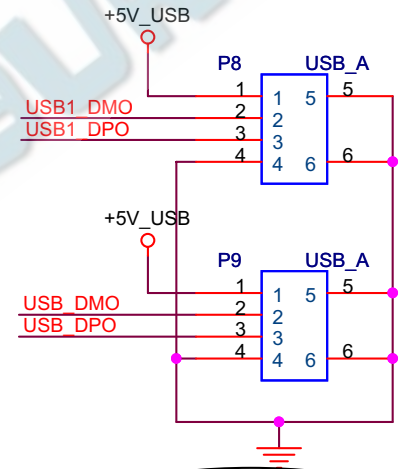 +5V_USB
P8 USB_A
1 1 5 5
USB1_DMO 2 2
USB1_DPO 3 3
4 4 6 6
+5V_USB
P9 USB_A
1 1 5 5
USB_DMO 2 2
USB_DPO 3 3
4 4 6 6